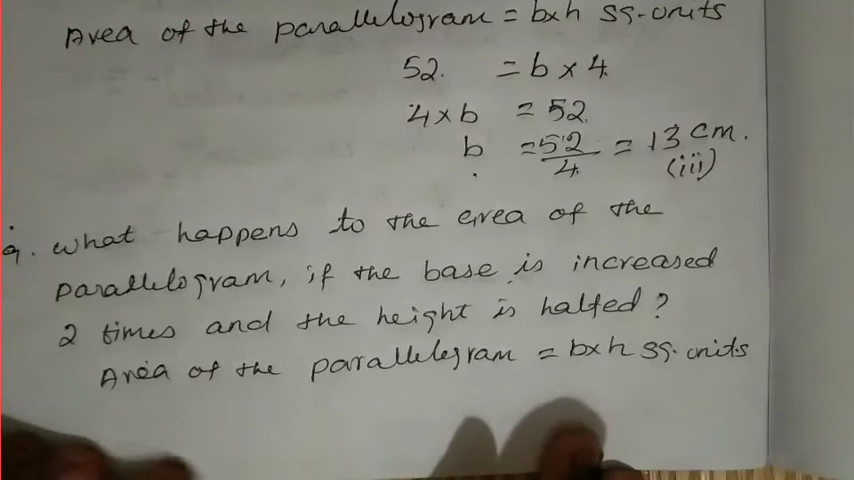 Area of the parallelogram = bxh sq.units
52. = b x 4
4 x b = 52
b = 52/4 = 13 cm.
(iii)
9. What happens to the area of the
parallelogram, if the base is increased
2 times and the height is halfed?
Area of the parallelogram = bxh sq.units